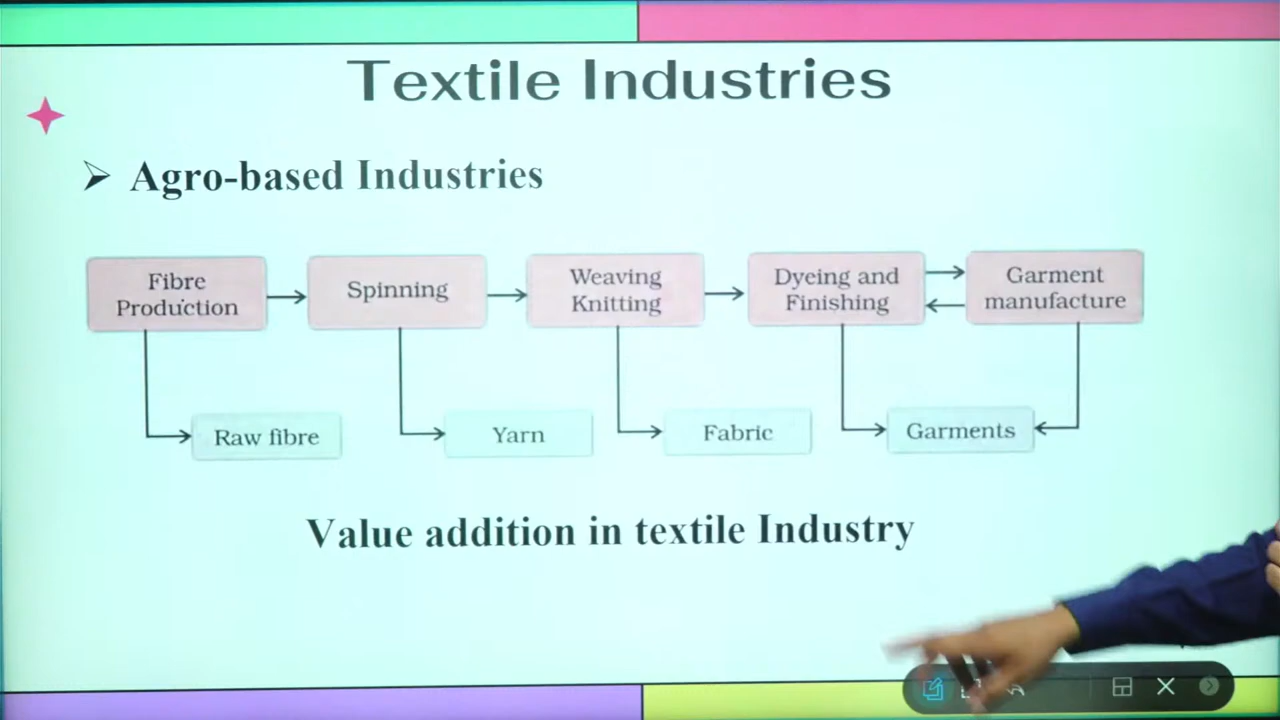 Textile Industries
Agro-based Industries
Fibre
Production
Spinning
Weaving
Knitting
Dyeing and
Finishing
Garment
manufacture
Raw fibre
Yarn
Fabric
Garments
Value addition in textile Industry